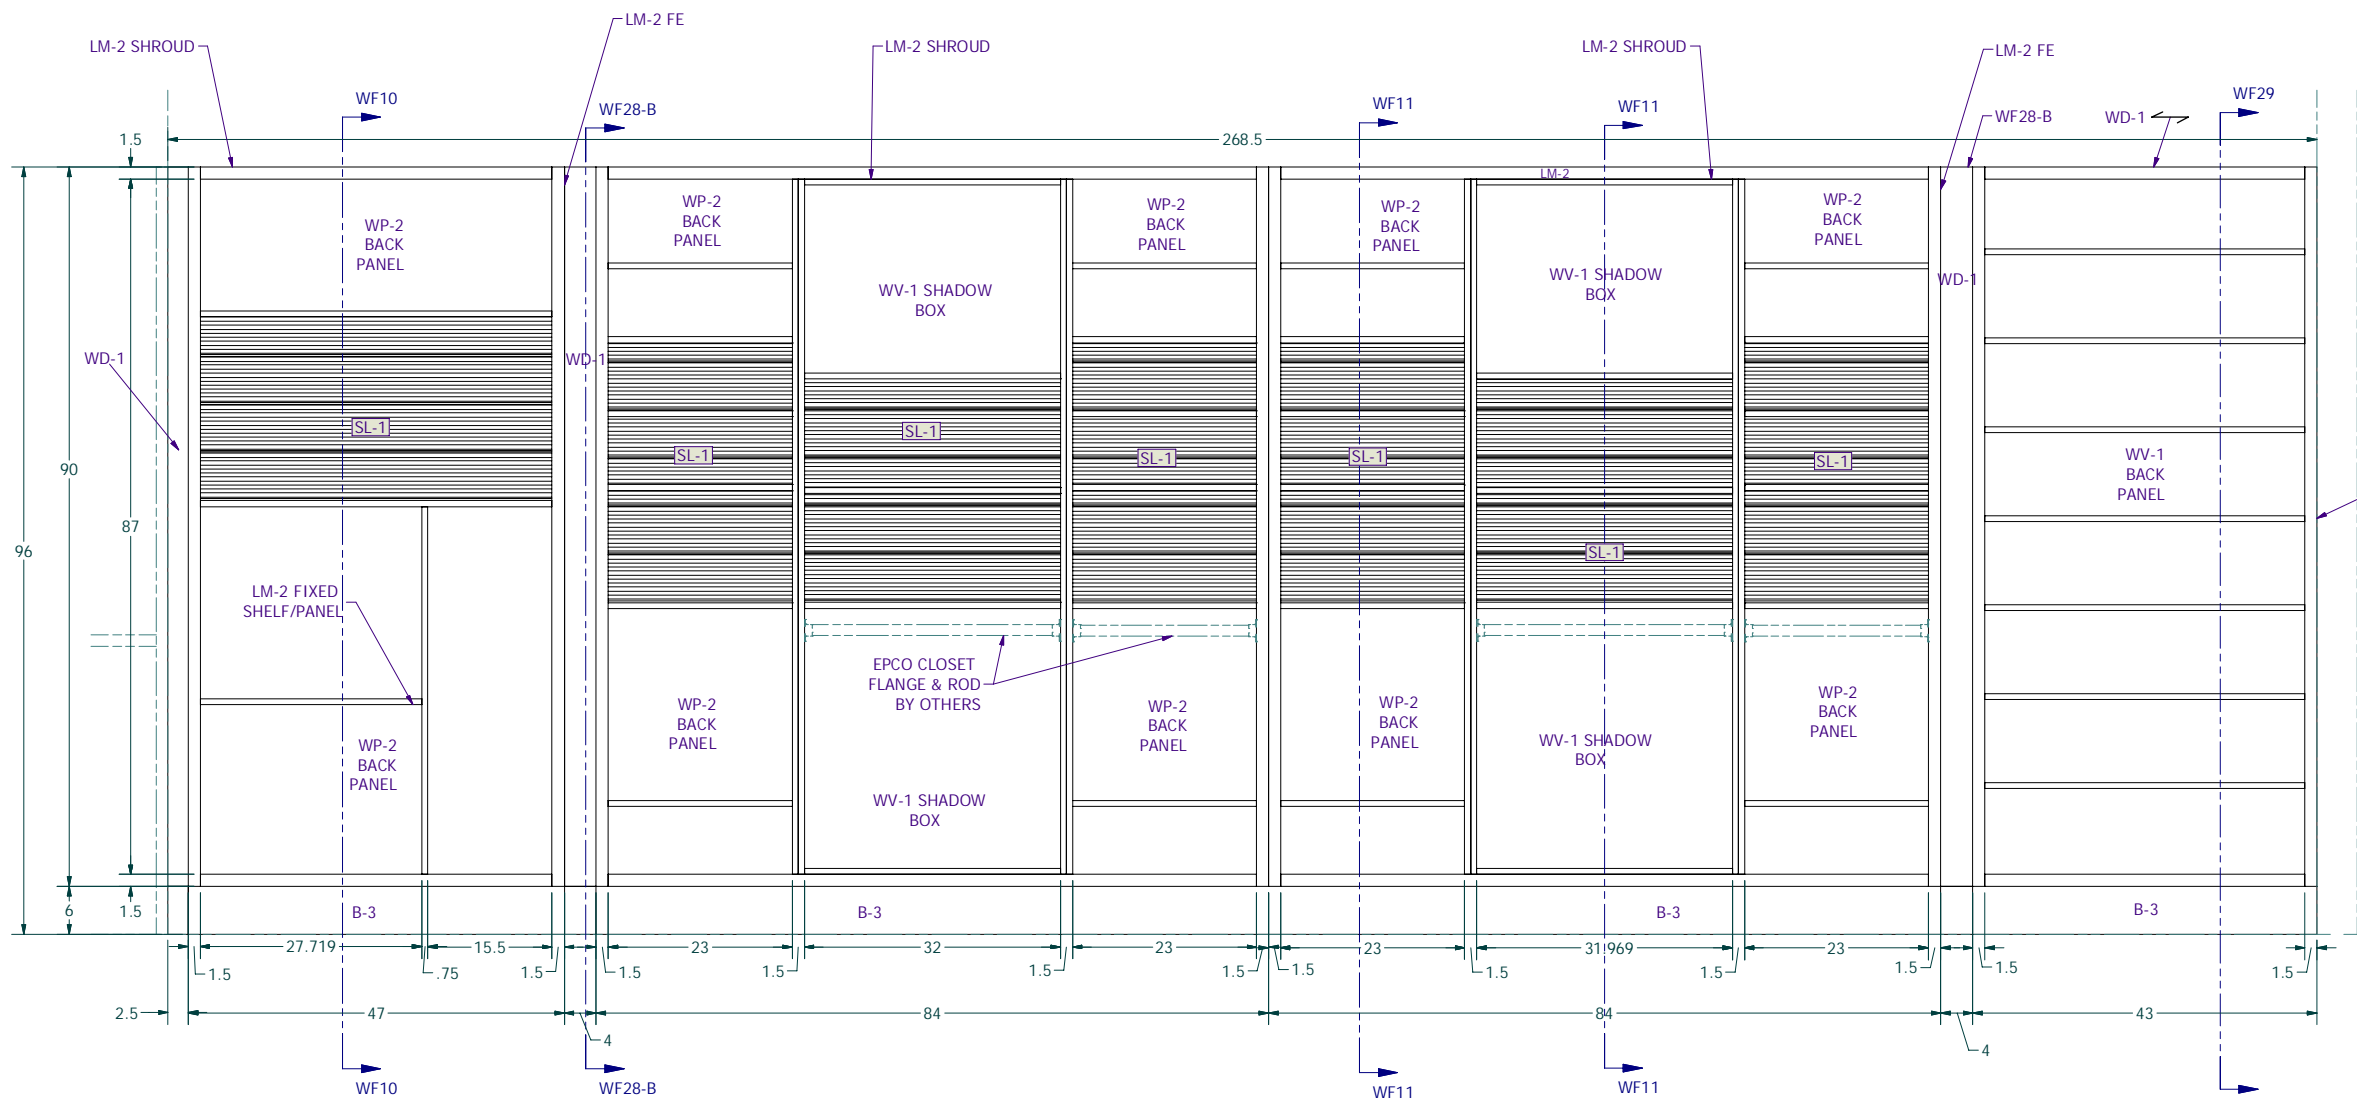 LM-2 FE
LM-2 SHROUD
LM-2 SHROUD
LM-2 SHROUD
LM-2 FE
WF10
WF28-B
WF11
WF11
WF28-B
WD-1
WF29
1.5
268.5
LM-2
WP-2
BACK
PANEL
WP-2
BACK
PANEL
WV-1 SHADOW
BOX
WP-2
BACK
PANEL
WP-2
BACK
PANEL
WV-1 SHADOW
BOX
WP-2
BACK
PANEL
WD-1
WD-1
WD-1
SL-1
SL-1
SL-1
SL-1
SL-1
SL-1
SL-1
WV-1
BACK
PANEL
90
87
96
LM-2 FIXED
SHELF/PANEL
EPCO CLOSET
FLANGE & ROD
BY OTHERS
WP-2
BACK
PANEL
WP-2
BACK
PANEL
WV-1 SHADOW
BOX
WP-2
BACK
PANEL
WP-2
BACK
PANEL
WV-1 SHADOW
BOX
WP-2
BACK
PANEL
6
1.5
B-3
B-3
B-3
B-3
27.719
15.5
23
32
23
23
31.969
23
1.5
.75
1.5
1.5
1.5
1.5
1.5
1.5
1.5
1.5
1.5
1.5
1.5
2.5
47
84
84
43
4
4
WF10
WF28-B
WF11
WF11